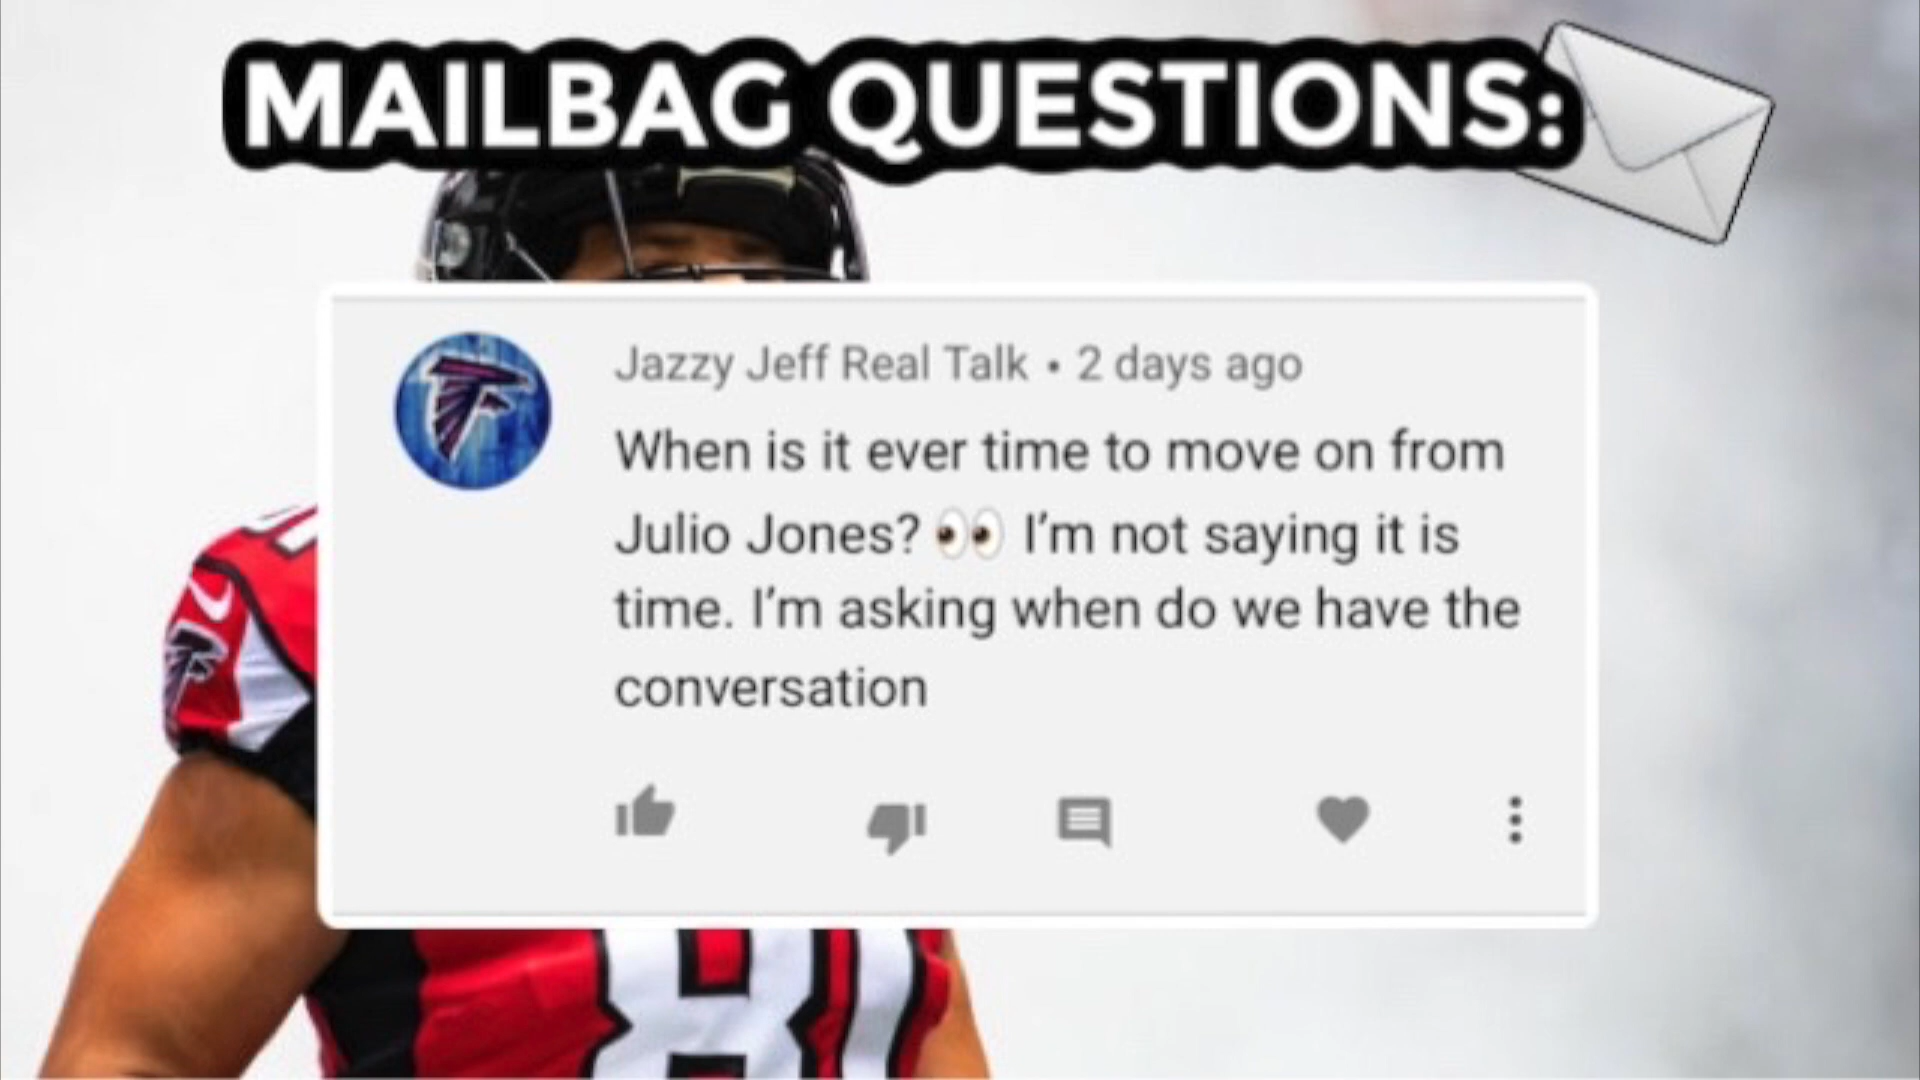 MAILBAG QUESTIONS:
Jazzy Jeff Real Talk • 2 days ago
When is it ever time to move on from
Julio Jones? 👀 I’m not saying it is
time. I’m asking when do we have the
conversation